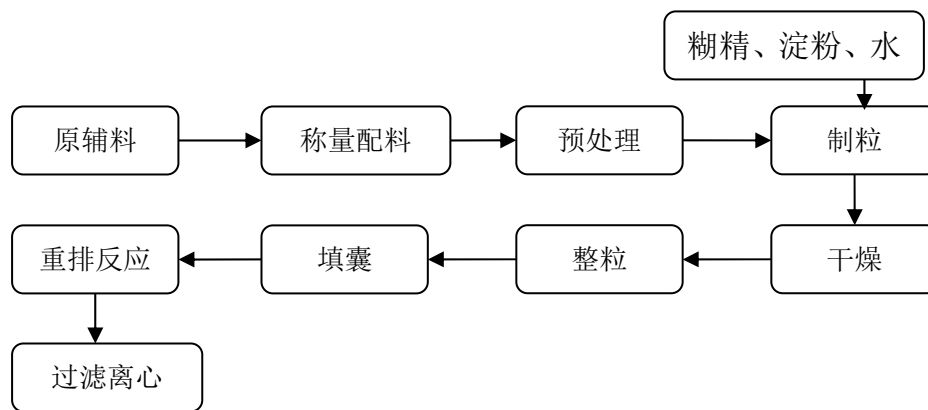 糊精、淀粉、水
原辅料
称量配料
预处理
制粒
重排反应
填囊
整粒
干燥
过滤离心